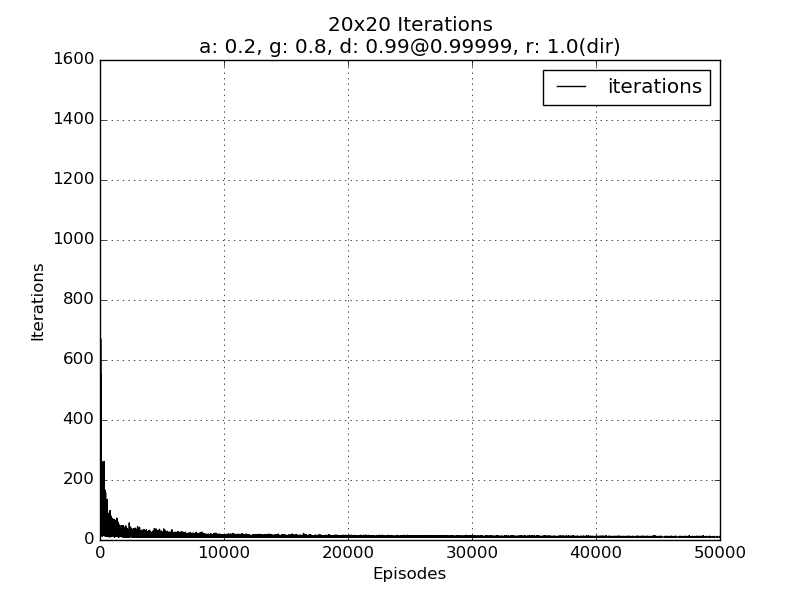 20x20 Iterations
a: 0.2, g: 0.8, d: 0.99@0.99999, r: 1.0(dir)
iterations
1600
1400
1200
1000
800
600
400
200
0
Iterations
0 10000 20000 30000 40000 50000
Episodes